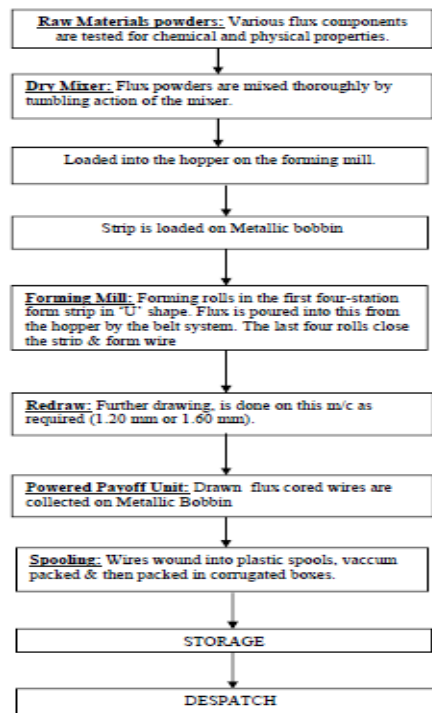 Raw Materials powders: Various flux components
are tested for chemical and physical properties.
Dry Mixer: Flux powders are mixed thoroughly by
tumbling action of the mixer.
Loaded into the hopper on the forming mill.
Strip is loaded on Metallic bobbin
Forming Mill: Forming rolls in the first four-station
form strip in ‘U’ shape. Flux is poured into this from
the hopper by the belt system. The last four rolls close
the strip & form wire
Redraw: Further drawing, is done on this m/c as
required (1.20 mm or 1.60 mm).
Powered Payoff Unit: Drawn flux cored wires are
collected on Metallic Bobbin
Spooling: Wires wound into plastic spools, vaccum
packed & then packed in corrugated boxes.
STORAGE
DESPATCH